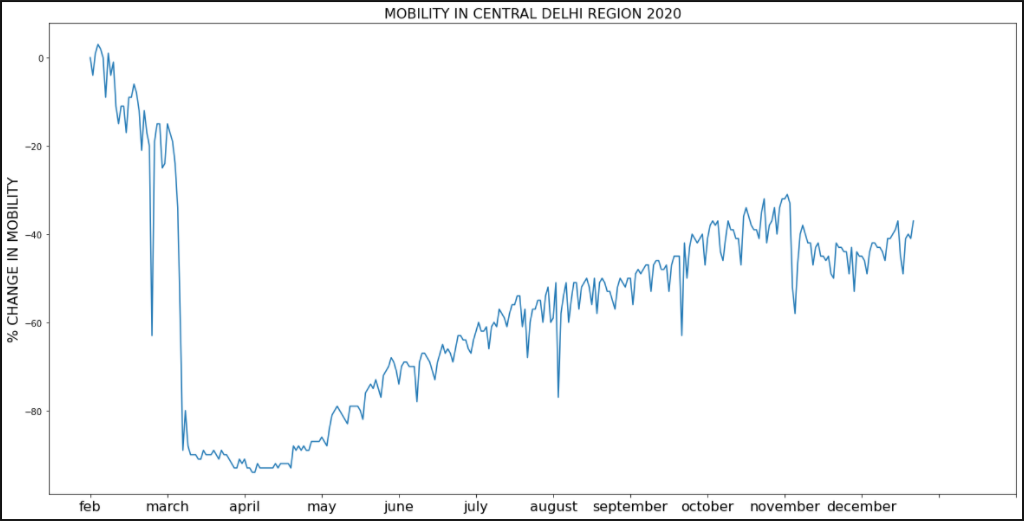 MOBILITY IN CENTRAL DELHI REGION 2020
% CHANGE IN MOBILITY
0
−20
−40
−60
−80
feb march april may june july august september october november december